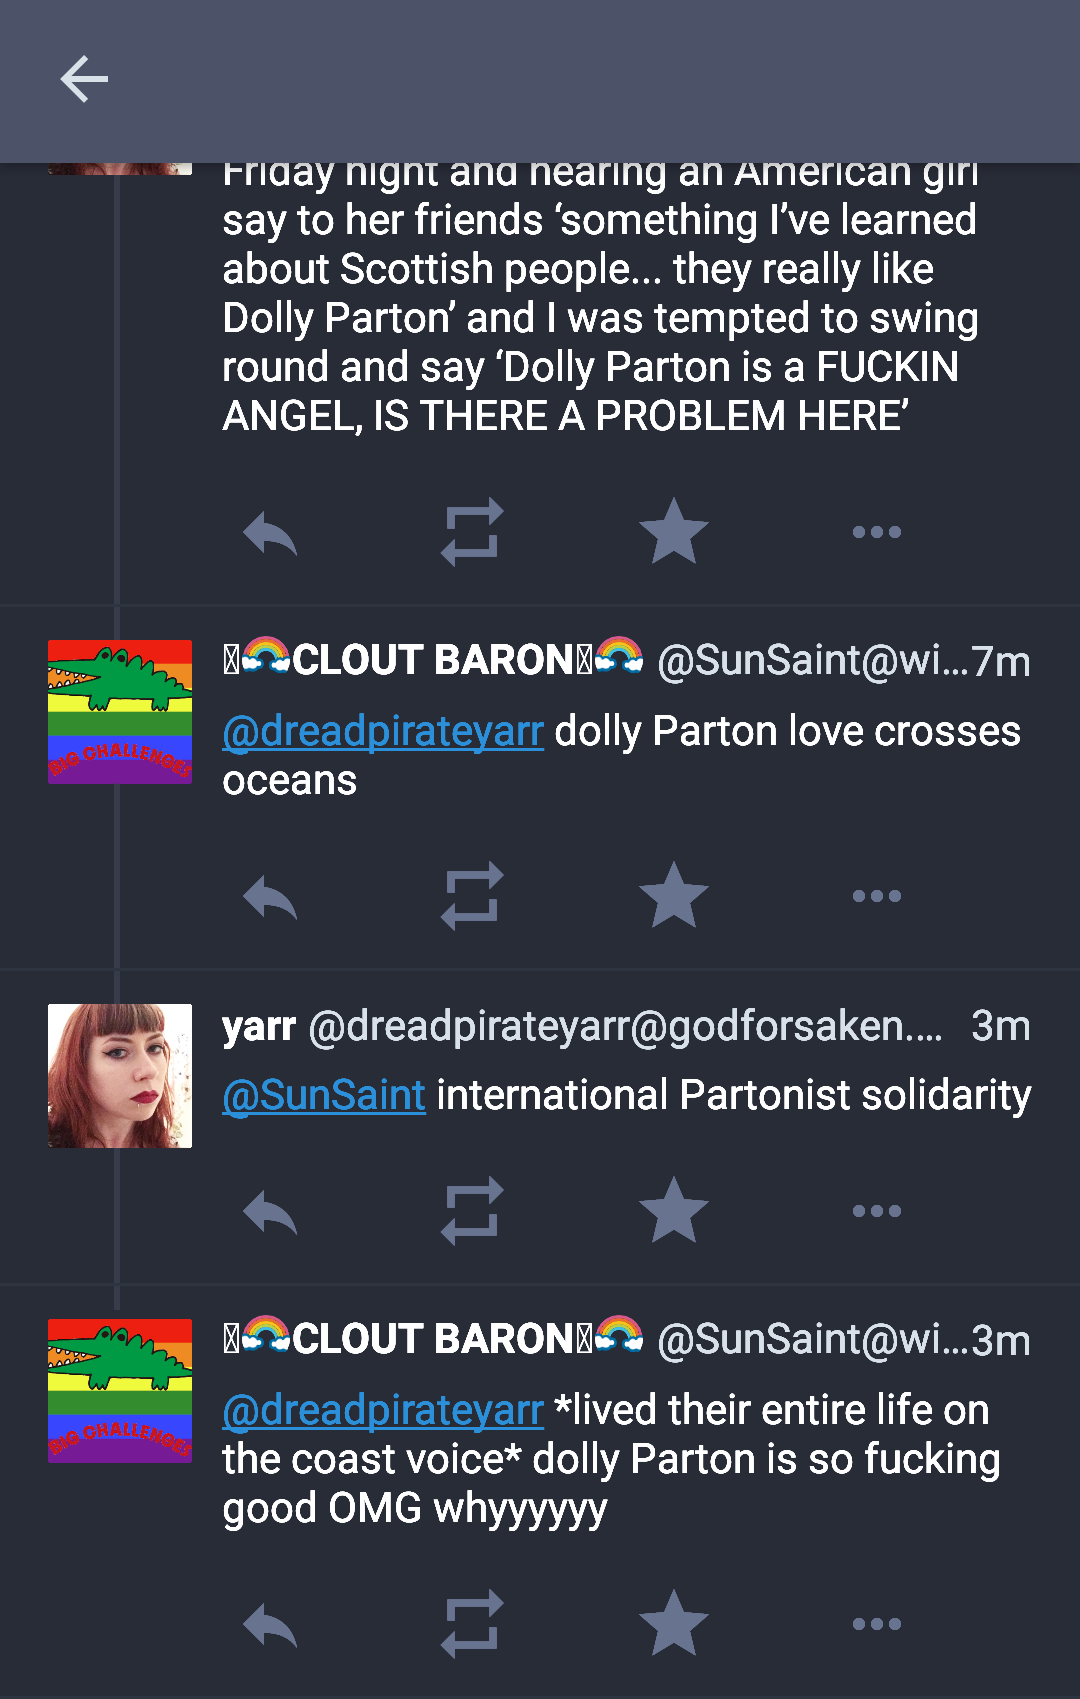 Friday night and hearing an American girl
say to her friends ‘something I’ve learned
about Scottish people... they really like
Dolly Parton’ and I was tempted to swing
round and say ‘Dolly Parton is a FUCKIN
ANGEL, IS THERE A PROBLEM HERE’
🌈CLOUT BARON🌈 @SunSaint@wi...7m
@dreadpirateyarr dolly Parton love crosses
oceans
BIG CHALLENGES
yarr @dreadpirateyarr@godforsaken.... 3m
@SunSaint international Partonist solidarity
🌈CLOUT BARON🌈 @SunSaint@wi...3m
@dreadpirateyarr *lived their entire life on
the coast voice* dolly Parton is so fucking
good OMG whyyyyyy
BIG CHALLENGES